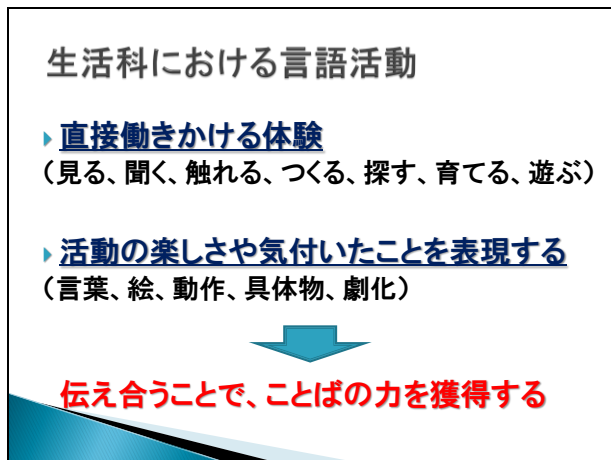 生活科における言語活動
直接働きかける体験
（見る、聞く、触れる、つくる、探す、育てる、遊ぶ）
活動の楽しさや気付いたことを表現する
（言葉、絵、動作、具体物、劇化）
伝え合うことで、ことばの力を獲得する